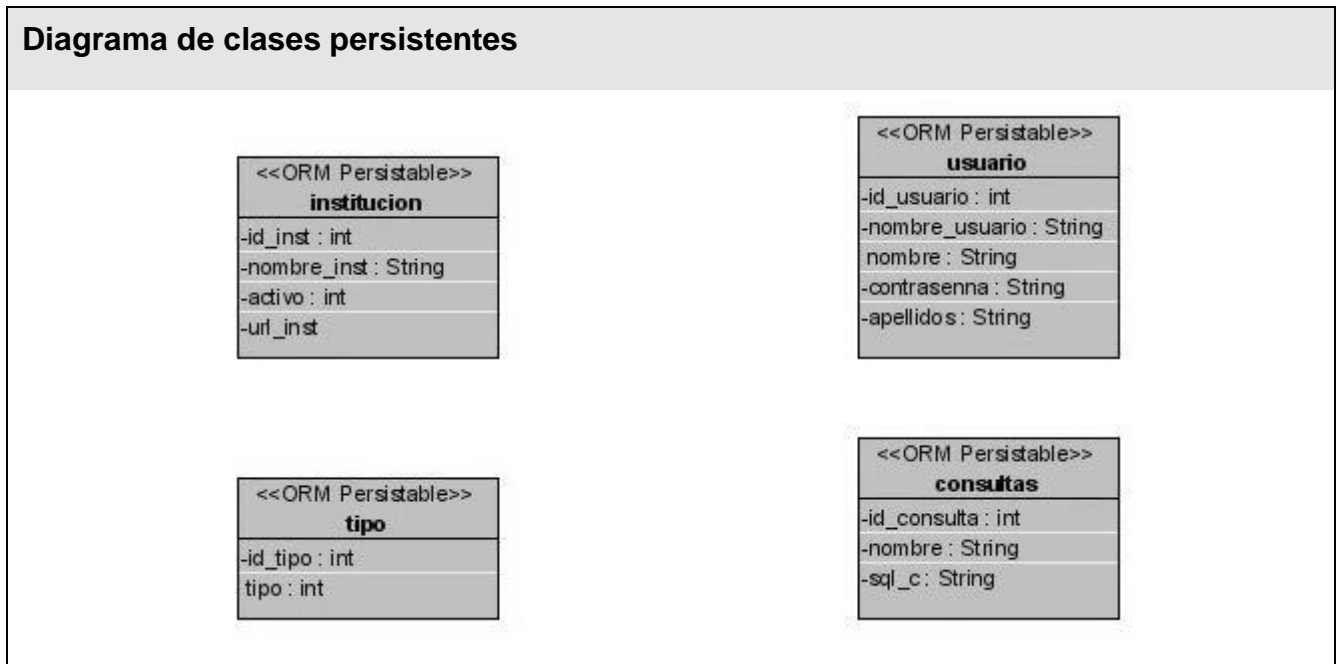 Diagrama de clases persistentes
<<ORM Persistable>>
institucion
-id_inst : int
-nombre_inst : String
-activo : int
-url_inst
<<ORM Persistable>>
usuario
-id_usuario : int
-nombre_usuario : String
nombre : String
-contrasenna : String
-apellidos : String
<<ORM Persistable>>
tipo
-id_tipo : int
tipo : int
<<ORM Persistable>>
consultas
-id_consulta : int
-nombre : String
-sql_c : String